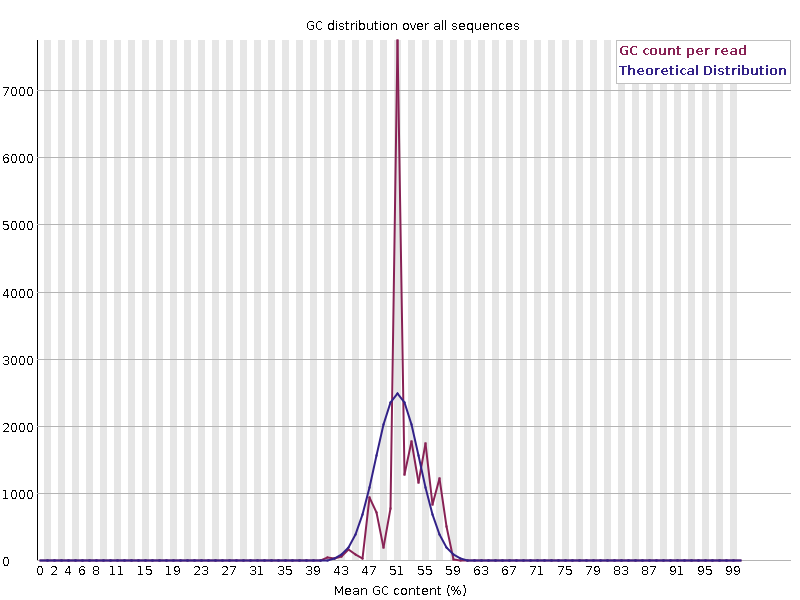 GC distribution over all sequences
GC count per read
Theoretical Distribution
7000
6000
5000
4000
3000
2000
1000
0
0 2 4 6 8 11 15 19 23 27 31 35 39 43 47 51 55 59 63 67 71 75 79 83 87 91 95 99
Mean GC content (%)